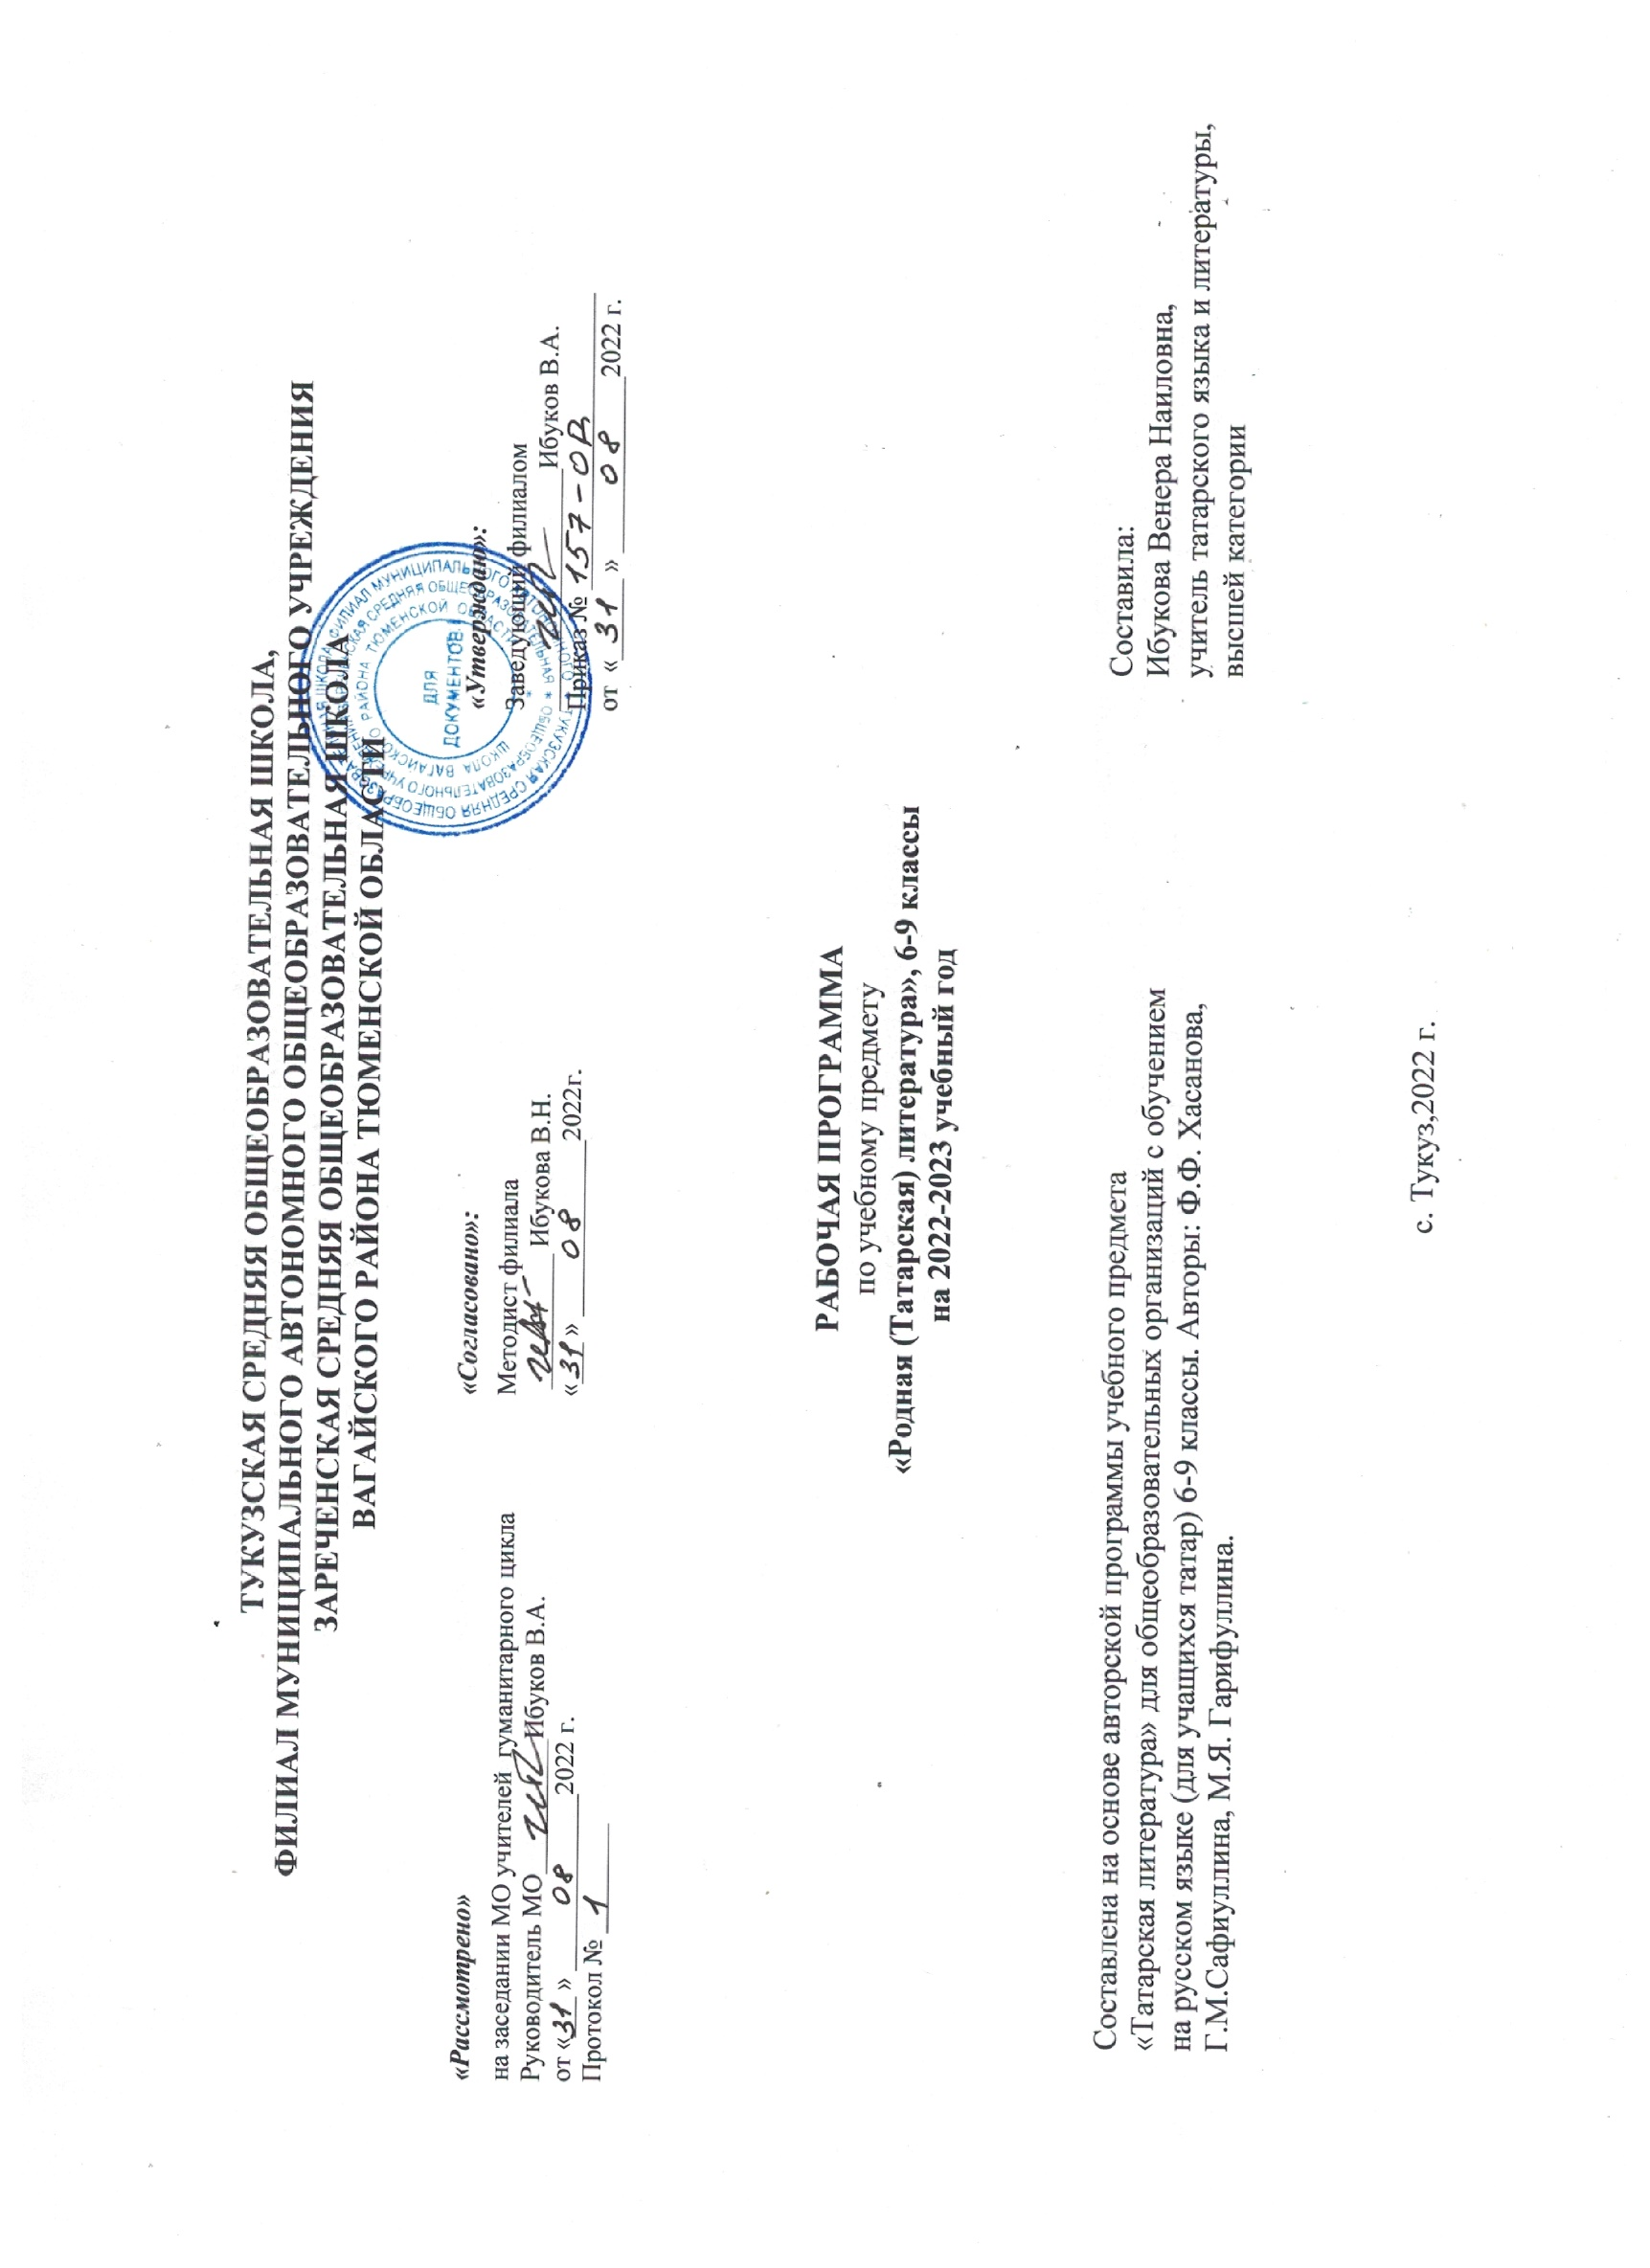 ТУКУЗСКАЯ СРЕДНЯЯ ОБЩЕОБРАЗОВАТЕЛЬНАЯ ШКОЛА,
ФИЛИАЛ МУНИЦИПАЛЬНОГО АВТОНОМНОГО ОБЩЕОБРАЗОВАТЕЛЬНОГО УЧРЕЖДЕНИЯ
ЗАРЕЧЕНСКАЯ СРЕДНЯЯ ОБЩЕОБРАЗОВАТЕЛЬНАЯ ШКОЛА
ВАГАЙСКОГО РАЙОНА ТЮМЕНСКОЙ ОБЛАСТИ
«Рассмотрено»
на заседании МО учителей гуманитарного цикла
Руководитель МО Ибуков В.А.
от «31» 08 2022 г.
Протокол № 1
«Согласовано»:
Методист филиала
Ибукова В.Н.
«31» 08 2022г.
«Утверждаю»:
Заведующий филиалом
Ибуков В.А.
Приказ № 157-ОД
от «31» 08 2022 г.
ДЛЯ
ДОКУМЕНТОВ
РАБОЧАЯ ПРОГРАММА
по учебному предмету
«Родная (Татарская) литература», 6-9 классы
на 2022-2023 учебный год
Составлена на основе авторской программы учебного предмета
«Татарская литература» для общеобразовательных организаций с обучением
на русском языке (для учащихся татар) 6-9 классы. Авторы: Ф.Ф. Хасанова,
Г.М.Сафиуллина, М.Я. Гарифуллина.
Составила:
Ибукова Венера Наиловна,
учитель татарского языка и литературы,
высшей категории
с. Тукуз,2022 г.